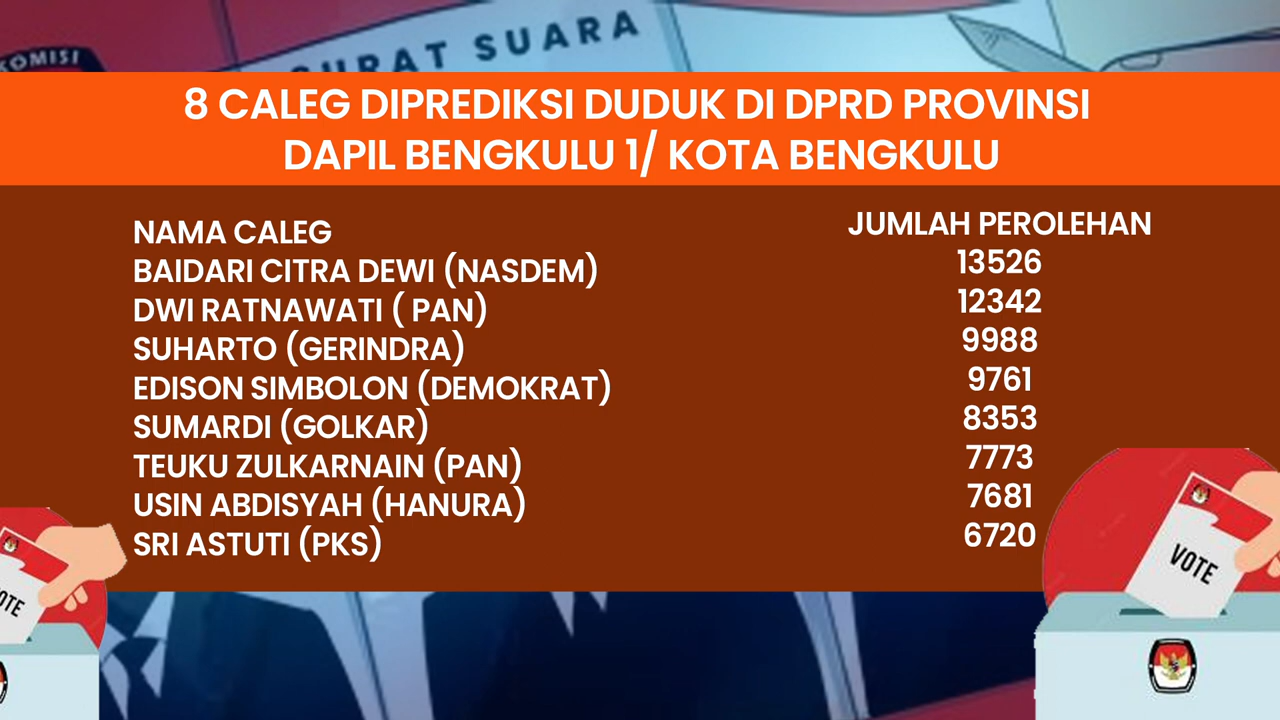 KOMISI
SURAT SUARA
8 CALEG DIPREDIKSI DUDUK DI DPRD PROVINSI
DAPIL BENGKULU 1/ KOTA BENGKULU
NAMA CALEG JUMLAH PEROLEHAN
BAIDARI CITRA DEWI (NASDEM) 13526
DWI RATNAWATI ( PAN) 12342
SUHARTO (GERINDRA) 9988
EDISON SIMBOLON (DEMOKRAT) 9761
SUMARDI (GOLKAR) 8353
TEUKU ZULKARNAIN (PAN) 7773
USIN ABDISYAH (HANURA) 7681
SRI ASTUTI (PKS) 6720
VOTE
OTE